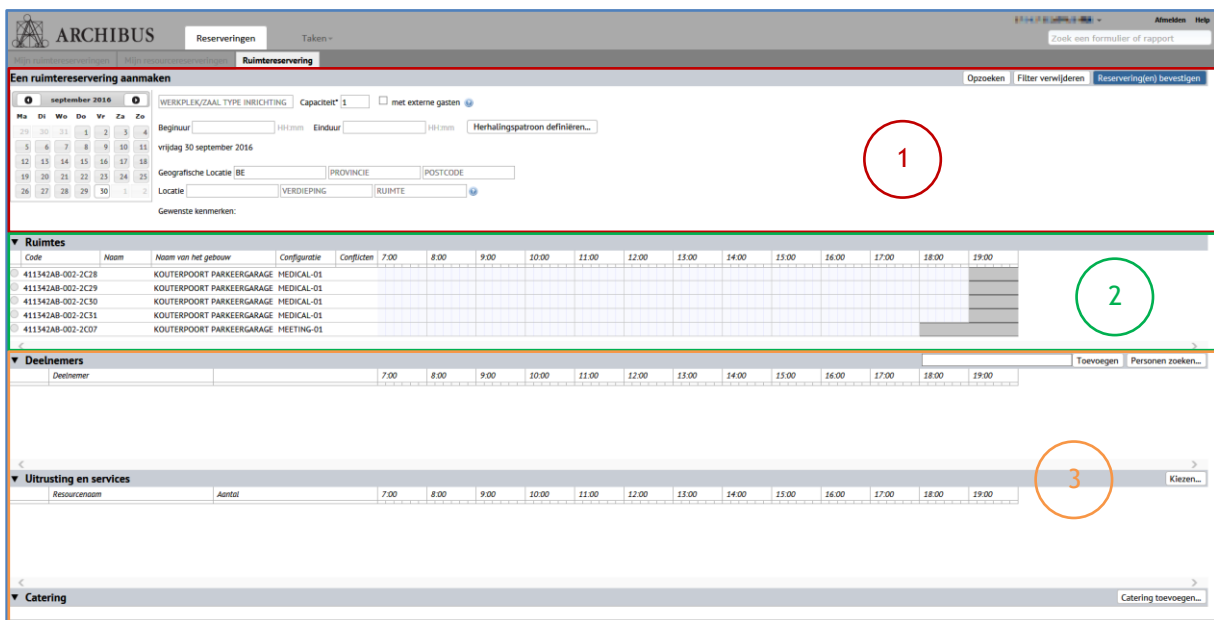 Afmelden Help
ARCHIBUS Reserveringen Taken
Zoek een formulier of rapport
Mijn ruimtereserveringen Mijn resourcereserveringen Ruimtereservering
Een ruimtereservering aanmaken Opzoeken Filter verwijderen Reservering(en) bevestigen
september 2016 WERKPLEK/ZAAL TYPE INRICHTING Capaciteit* 1 met externe gasten
Ma Di Wo Do Vr Za Zo
29 30 31 1 2 3 4 Beginuur HH:mm Einduur HH:mm Herhalingspatroon definiëren...
5 6 7 8 9 10 11 vrijdag 30 september 2016
12 13 14 15 16 17 18
19 20 21 22 23 24 25 Geografische Locatie BE PROVINCIE POSTCODE
26 27 28 29 30 1 2 Locatie VERDIEPING RUIMTE
Gewenste kenmerken:
1
Ruimtes
Code Naam Naam van het gebouw Configuratie Conflicten 7:00 8:00 9:00 10:00 11:00 12:00 13:00 14:00 15:00 16:00 17:00 18:00 19:00
411342AB-002-2C28 KOUTERPOORT PARKEERGARAGE MEDICAL-01
411342AB-002-2C29 KOUTERPOORT PARKEERGARAGE MEDICAL-01
411342AB-002-2C30 KOUTERPOORT PARKEERGARAGE MEDICAL-01
411342AB-002-2C31 KOUTERPOORT PARKEERGARAGE MEDICAL-01
411342AB-002-2C07 KOUTERPOORT PARKEERGARAGE MEETING-01
2
Deelnemers Toevoegen Personen zoeken...
Deelnemer 7:00 8:00 9:00 10:00 11:00 12:00 13:00 14:00 15:00 16:00 17:00 18:00 19:00
Uitrusting en services Kiezen...
3
Resourcenaam Aantal 7:00 8:00 9:00 10:00 11:00 12:00 13:00 14:00 15:00 16:00 17:00 18:00 19:00
Catering Catering toevoegen...